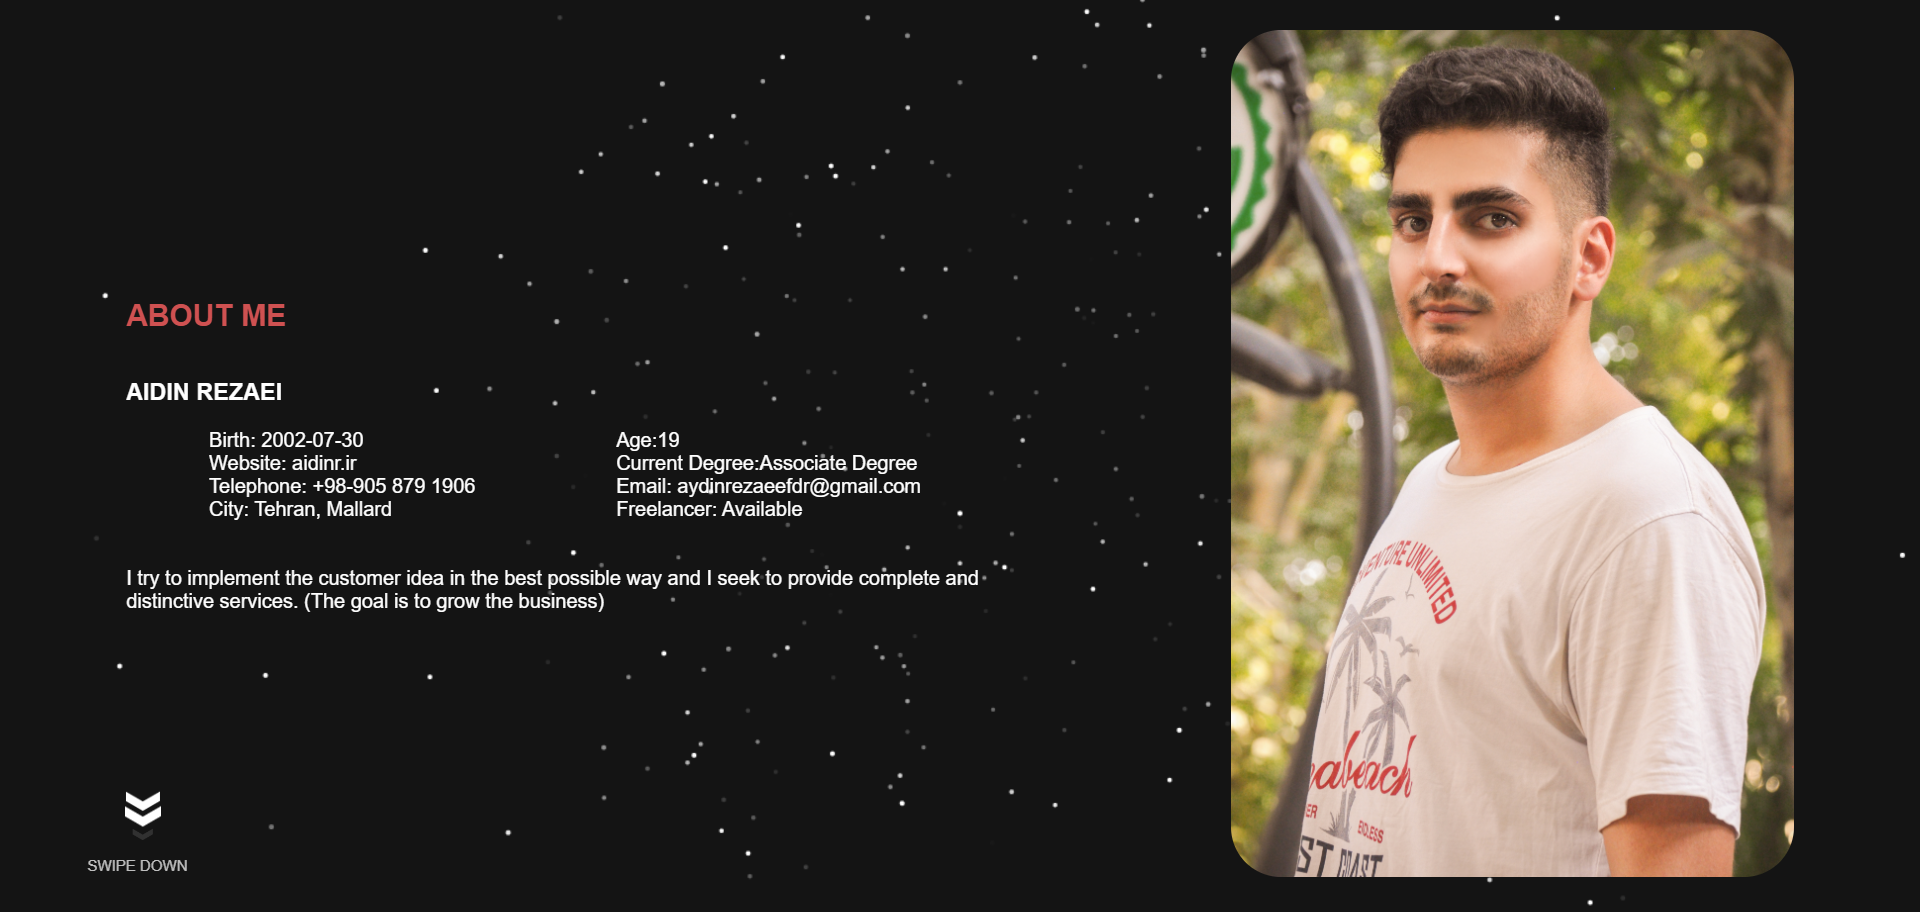 ABOUT ME
AIDIN REZAEI
Birth: 2002-07-30
Website: aidinr.ir
Telephone: +98-905 879 1906
City: Tehran, Mallard
Age:19
Current Degree:Associate Degree
Email: aydinrezaeefdr@gmail.com
Freelancer: Available
I try to implement the customer idea in the best possible way and I seek to provide complete and
distinctive services. (The goal is to grow the business)
SWIPE DOWN
UNLIMITED
ENDLESS